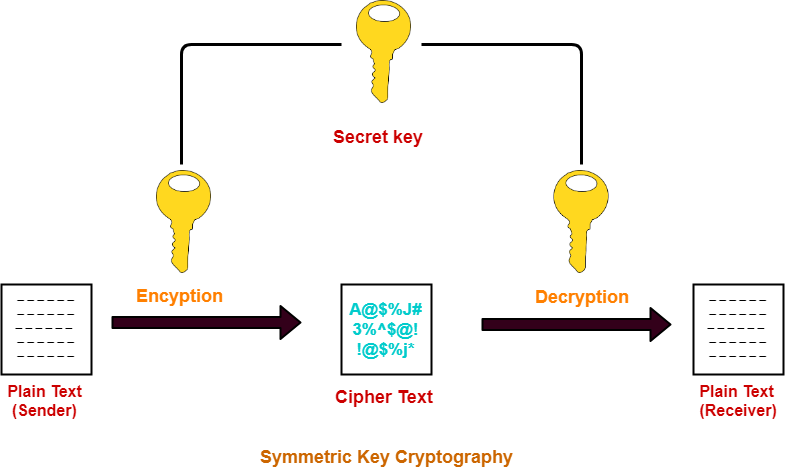 Secret key
Encyption
Decryption
A@$%J#
3%^$@!
!@$%j*
Plain Text
(Sender)
Cipher Text
Plain Text
(Receiver)
Symmetric Key Cryptography